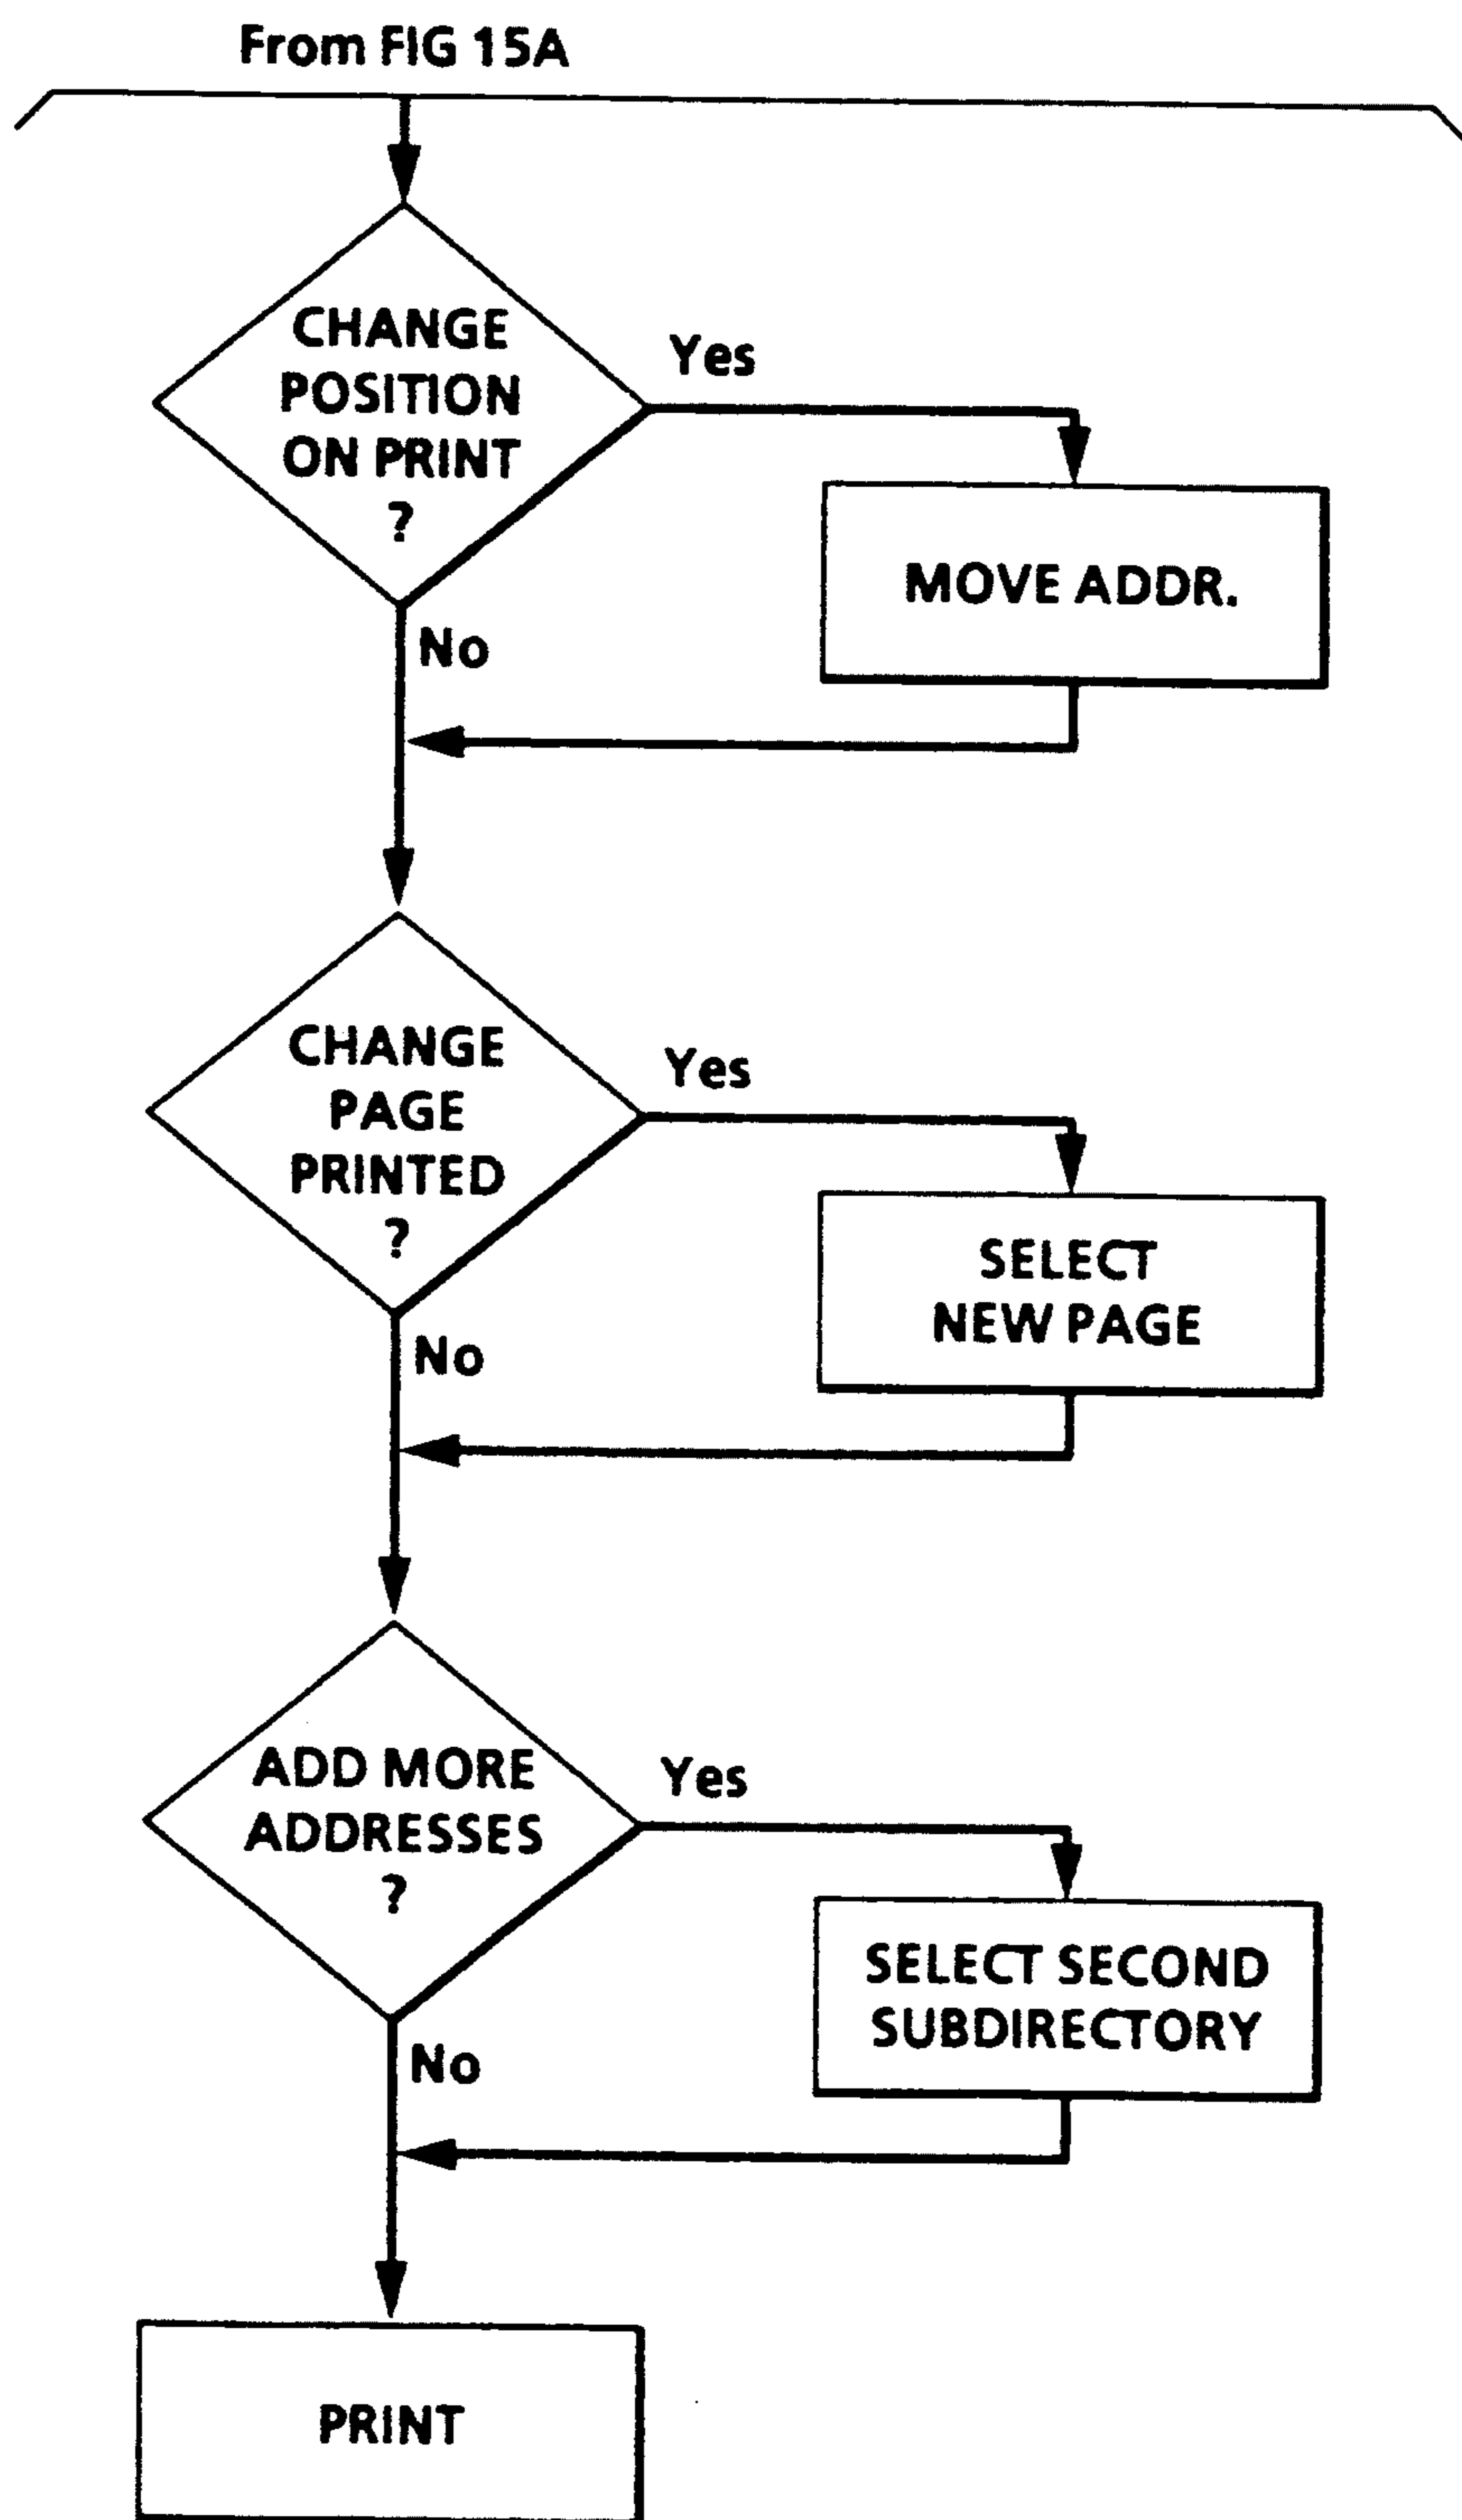 From FIG 15A
CHANGE
POSITION
ON PRINT
?
Yes
MOVE ADDR.
No
CHANGE
PAGE
PRINTED
?
Yes
SELECT
NEW PAGE
No
ADD MORE
ADDRESSES
?
Yes
SELECT SECOND
SUBDIRECTORY
No
PRINT